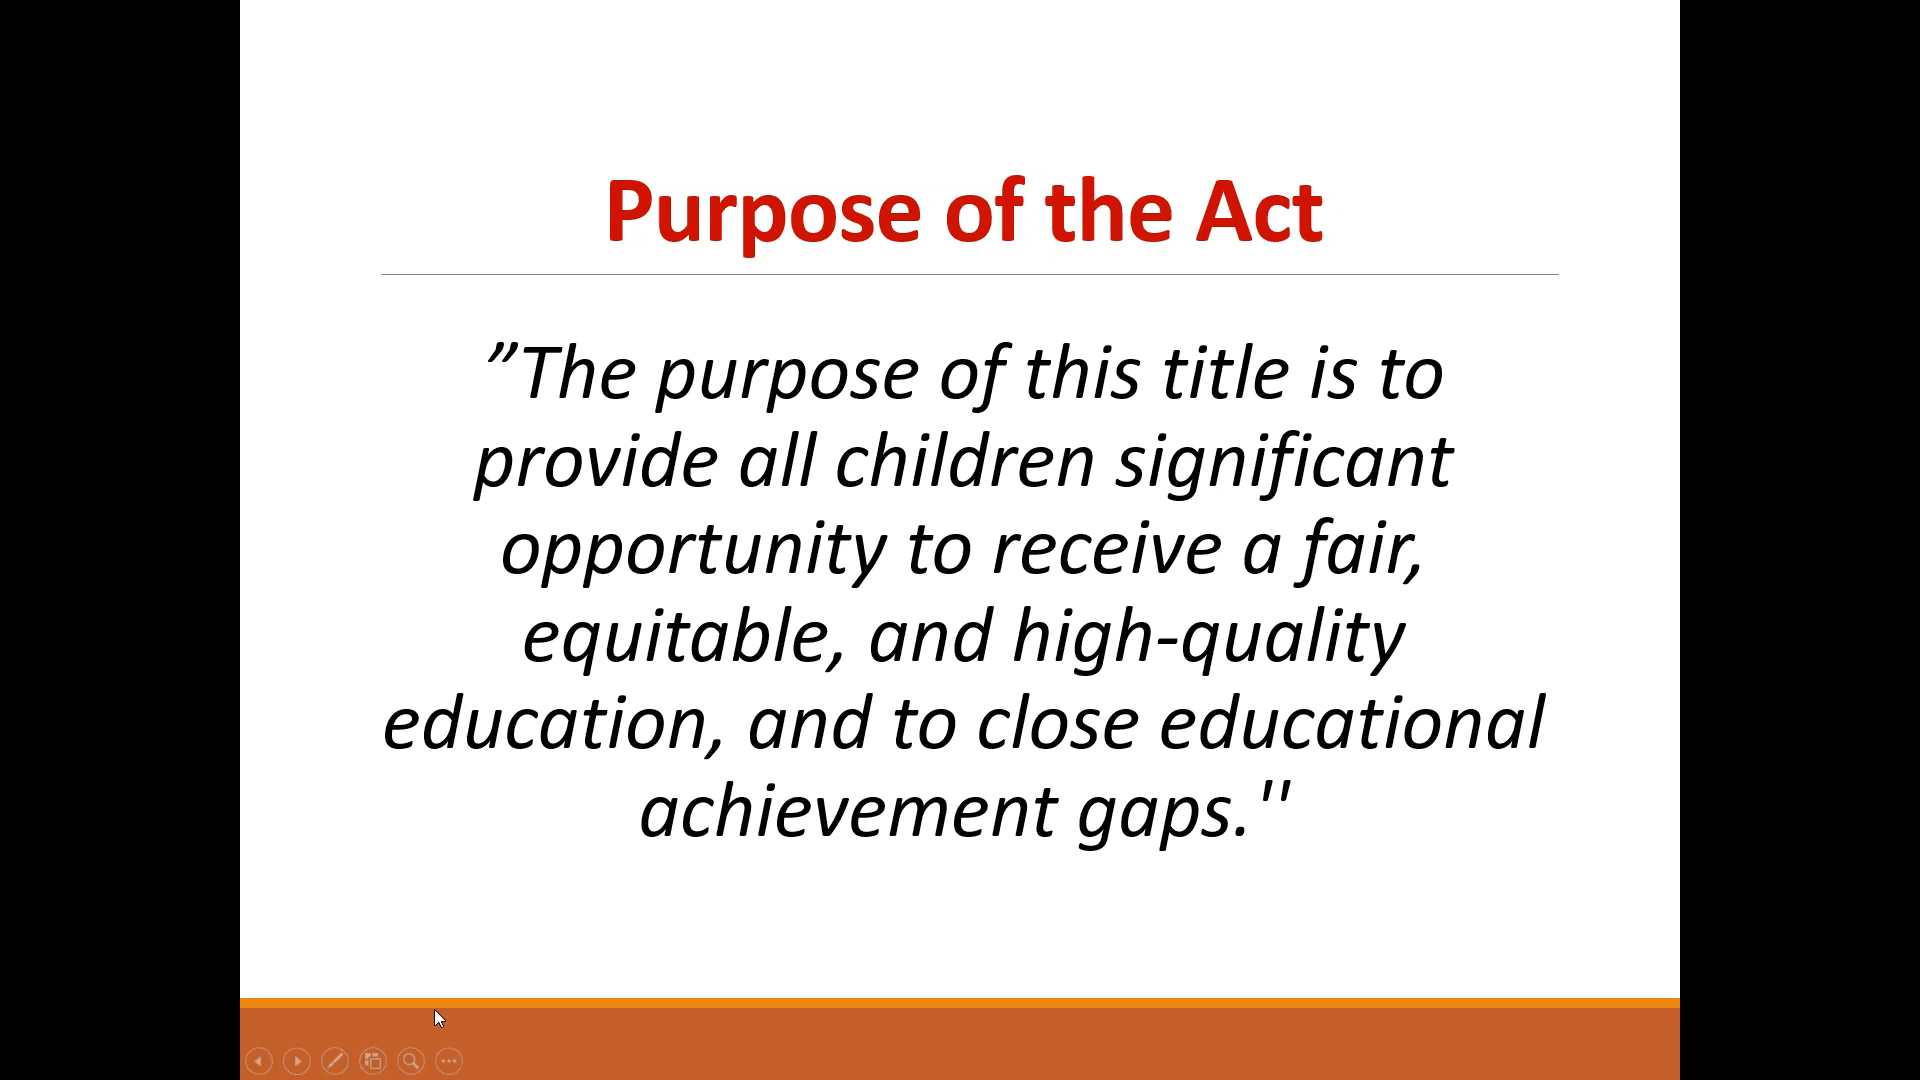 Purpose of the Act
”The purpose of this title is to
provide all children significant
opportunity to receive a fair,
equitable, and high-quality
education, and to close educational
achievement gaps."